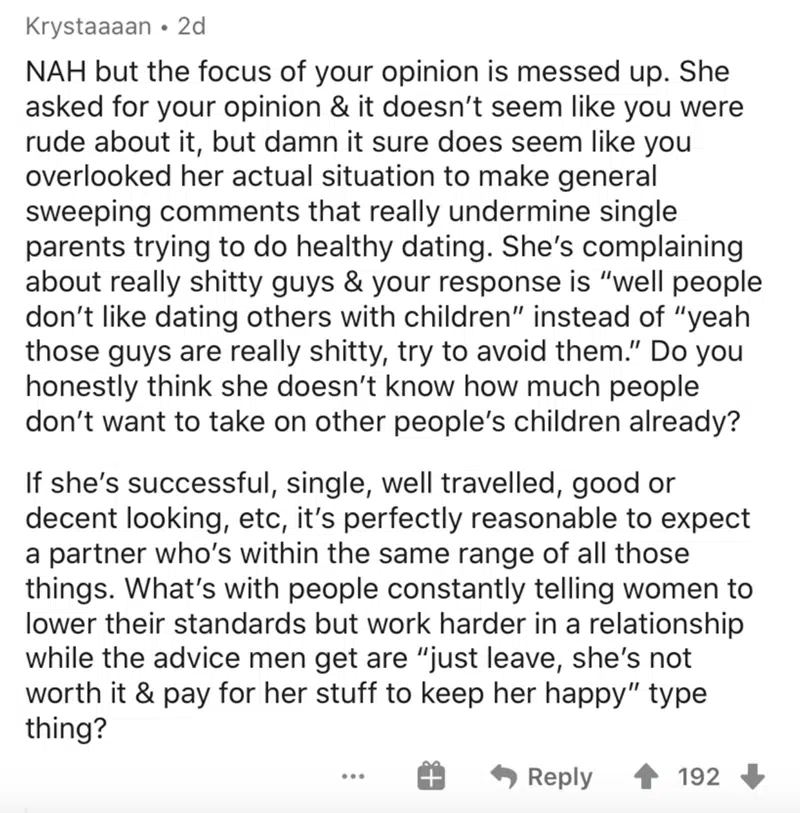 Krystaaaan • 2d
NAH but the focus of your opinion is messed up. She
asked for your opinion & it doesn't seem like you were
rude about it, but damn it sure does seem like you
overlooked her actual situation to make general
sweeping comments that really undermine single
parents trying to do healthy dating. She's complaining
about really shitty guys & your response is "well people
don't like dating others with children" instead of "yeah
those guys are really shitty, try to avoid them." Do you
honestly think she doesn't know how much people
don't want to take on other people's children already?
If she's successful, single, well travelled, good or
decent looking, etc, it's perfectly reasonable to expect
a partner who's within the same range of all those
things. What's with people constantly telling women to
lower their standards but work harder in a relationship
while the advice men get are "just leave, she's not
worth it & pay for her stuff to keep her happy" type
thing?
... Reply 192